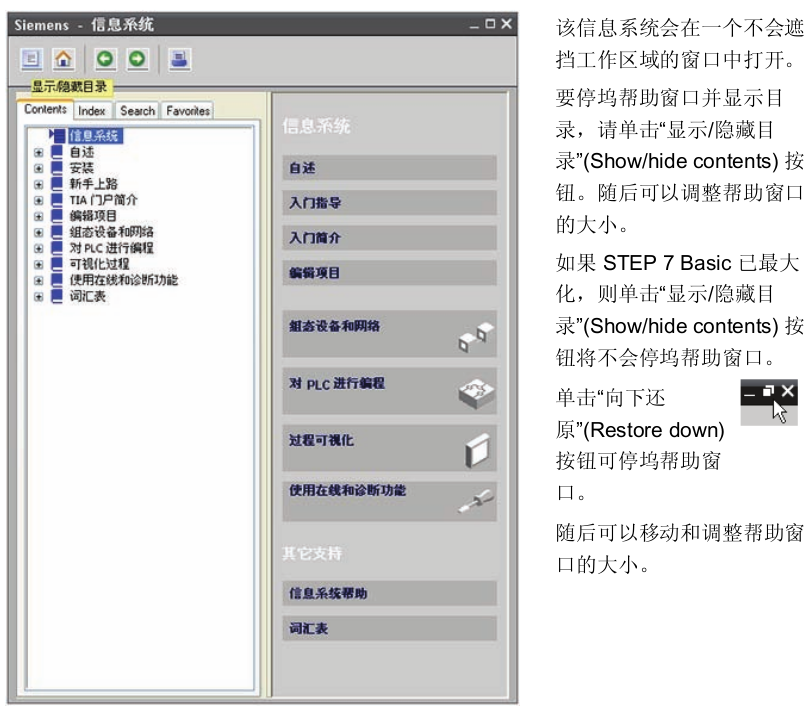 Siemens - 信息系统
显示/隐藏目录
Contents Index Search Favorites
信息系统
自述
安装
新手上路
TIA 门户简介
编辑项目
组态设备和网络
对 PLC 进行编程
可视化过程
使用在线和诊断功能
词汇表
信息系统
自述
入门指导
入门简介
编辑项目
组态设备和网络
对 PLC 进行编程
过程可视化
使用在线和诊断功能
其它支持
信息系统帮助
词汇表
该信息系统会在一个不会遮
挡工作区域的窗口中打开。
要停坞帮助窗口并显示目
录，请单击“显示/隐藏目
录”(Show/hide contents) 按
钮。随后可以调整帮助窗口
的大小。
如果 STEP 7 Basic 已最大
化，则单击“显示/隐藏目
录”(Show/hide contents) 按
钮将不会停坞帮助窗口。
单击“向下还
原”(Restore down)
按钮可停坞帮助窗
口。
随后可以移动和调整帮助窗
口的大小。